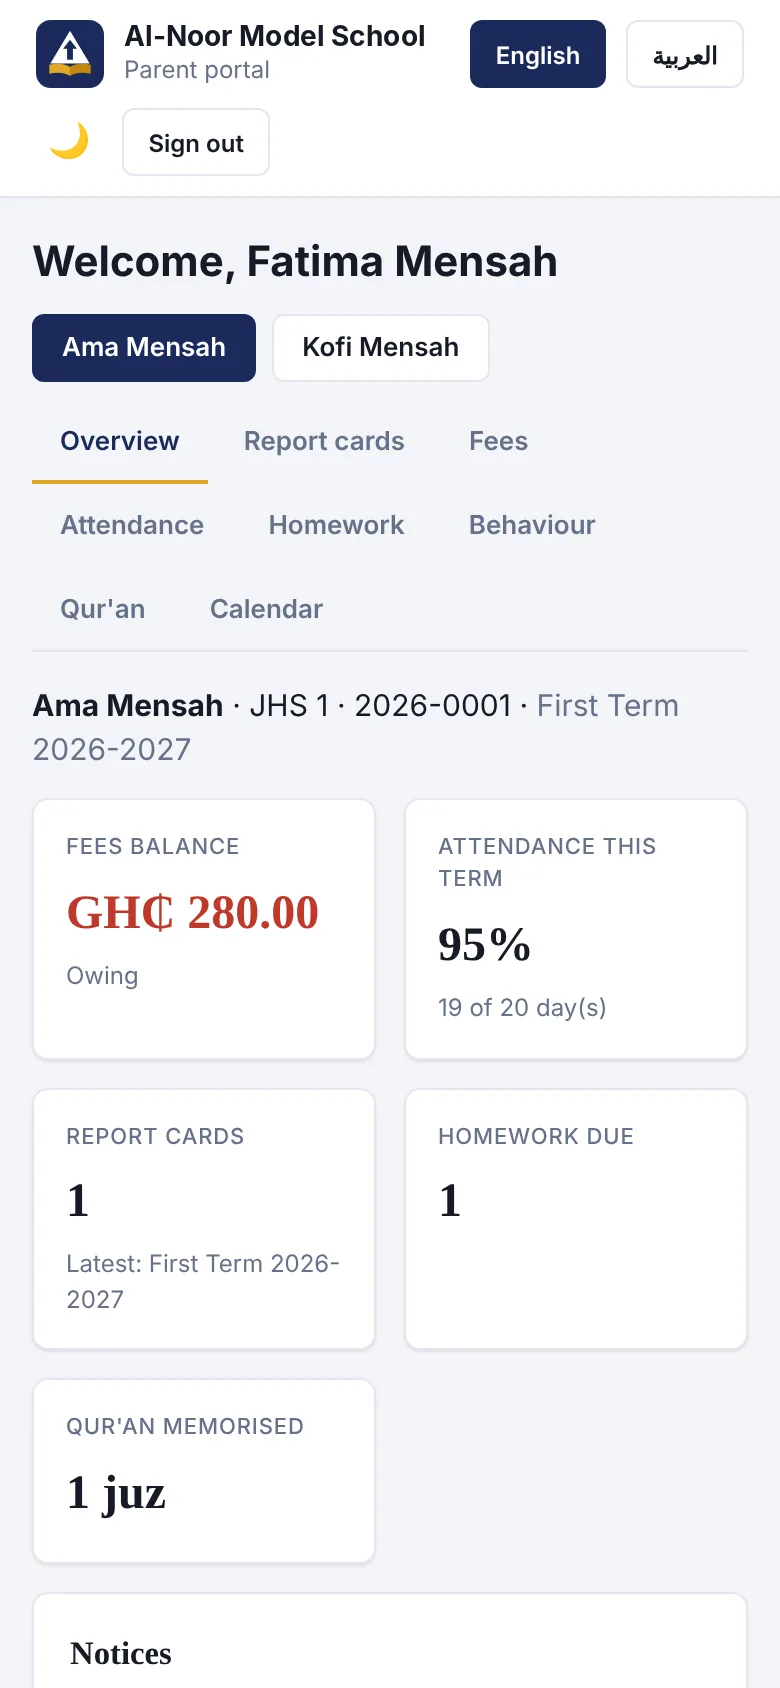 Al-Noor Model School
Parent portal
English
العربية
Sign out
Welcome, Fatima Mensah
Ama Mensah
Kofi Mensah
Overview
Report cards
Fees
Attendance
Homework
Behaviour
Qur'an
Calendar
Ama Mensah · JHS 1 · 2026-0001 · First Term
2026-2027
FEES BALANCE
GH₵ 280.00
Owing
ATTENDANCE THIS
TERM
95%
19 of 20 day(s)
REPORT CARDS
1
Latest: First Term 2026-
2027
HOMEWORK DUE
1
QUR'AN MEMORISED
1 juz
Notices